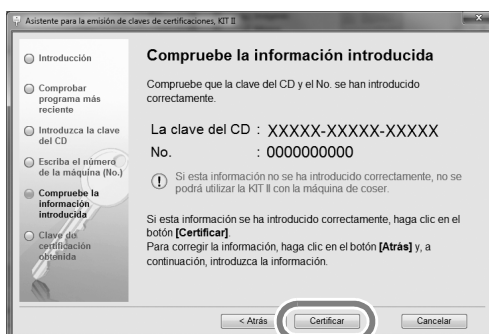 Asistente para la emisión de claves de certificaciones, KIT II
Introducción
Comprobar
programa más
reciente
Introduzca la clave
del CD
Escriba el número
de la máquina (No.)
Compruebe la
información
introducida
Clave de
certificación
obtenida
Compruebe la información introducida
Compruebe que la clave del CD y el No. se han introducido
correctamente.
La clave del CD : XXXXX-XXXXX-XXXXX
No. : 0000000000
Si esta información no se ha introducido correctamente, no se
podrá utilizar la KIT II con la máquina de coser.
Si esta información se ha introducido correctamente, haga clic en el
botón [Certificar].
Para corregir la información, haga clic en el botón [Atrás] y, a
continuación, introduzca la información.
< Atrás
Certificar
Cancelar